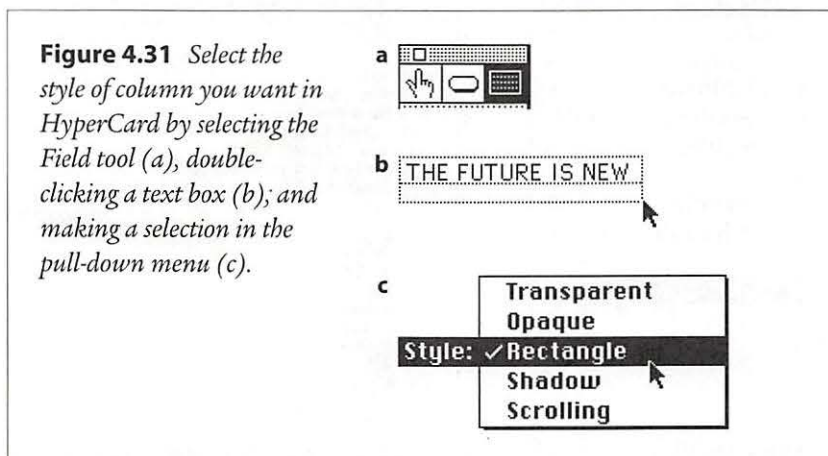 Figure 4.31 Select the
style of column you want in
HyperCard by selecting the
Field tool (a), double-
clicking a text box (b); and
making a selection in the
pull-down menu (c).
a
b
THE FUTURE IS NEW
c
Transparent
Opaque
Style: ✓Rectangle
Shadow
Scrolling